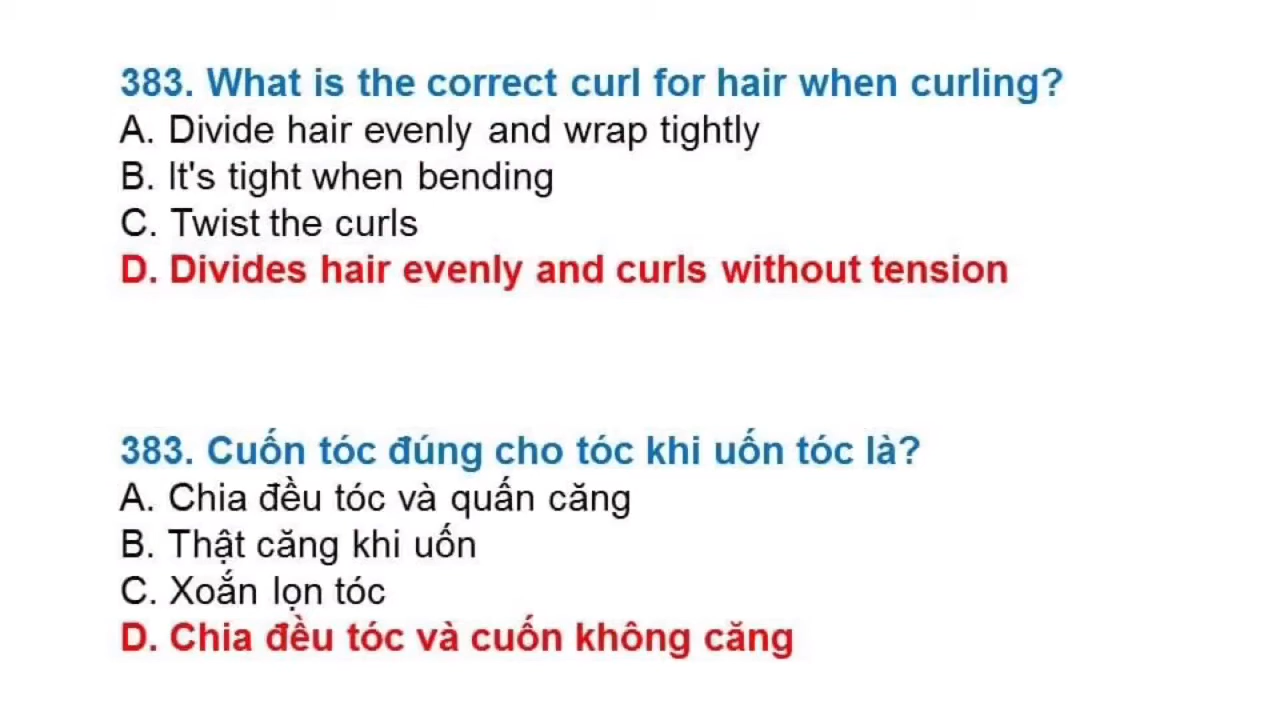 383. What is the correct curl for hair when curling?
A. Divide hair evenly and wrap tightly
B. It's tight when bending
C. Twist the curls
D. Divides hair evenly and curls without tension
383. Cuốn tóc đúng cho tóc khi uốn tóc là?
A. Chia đều tóc và quấn căng
B. Thật căng khi uốn
C. Xoắn lọn tóc
D. Chia đều tóc và cuốn không căng